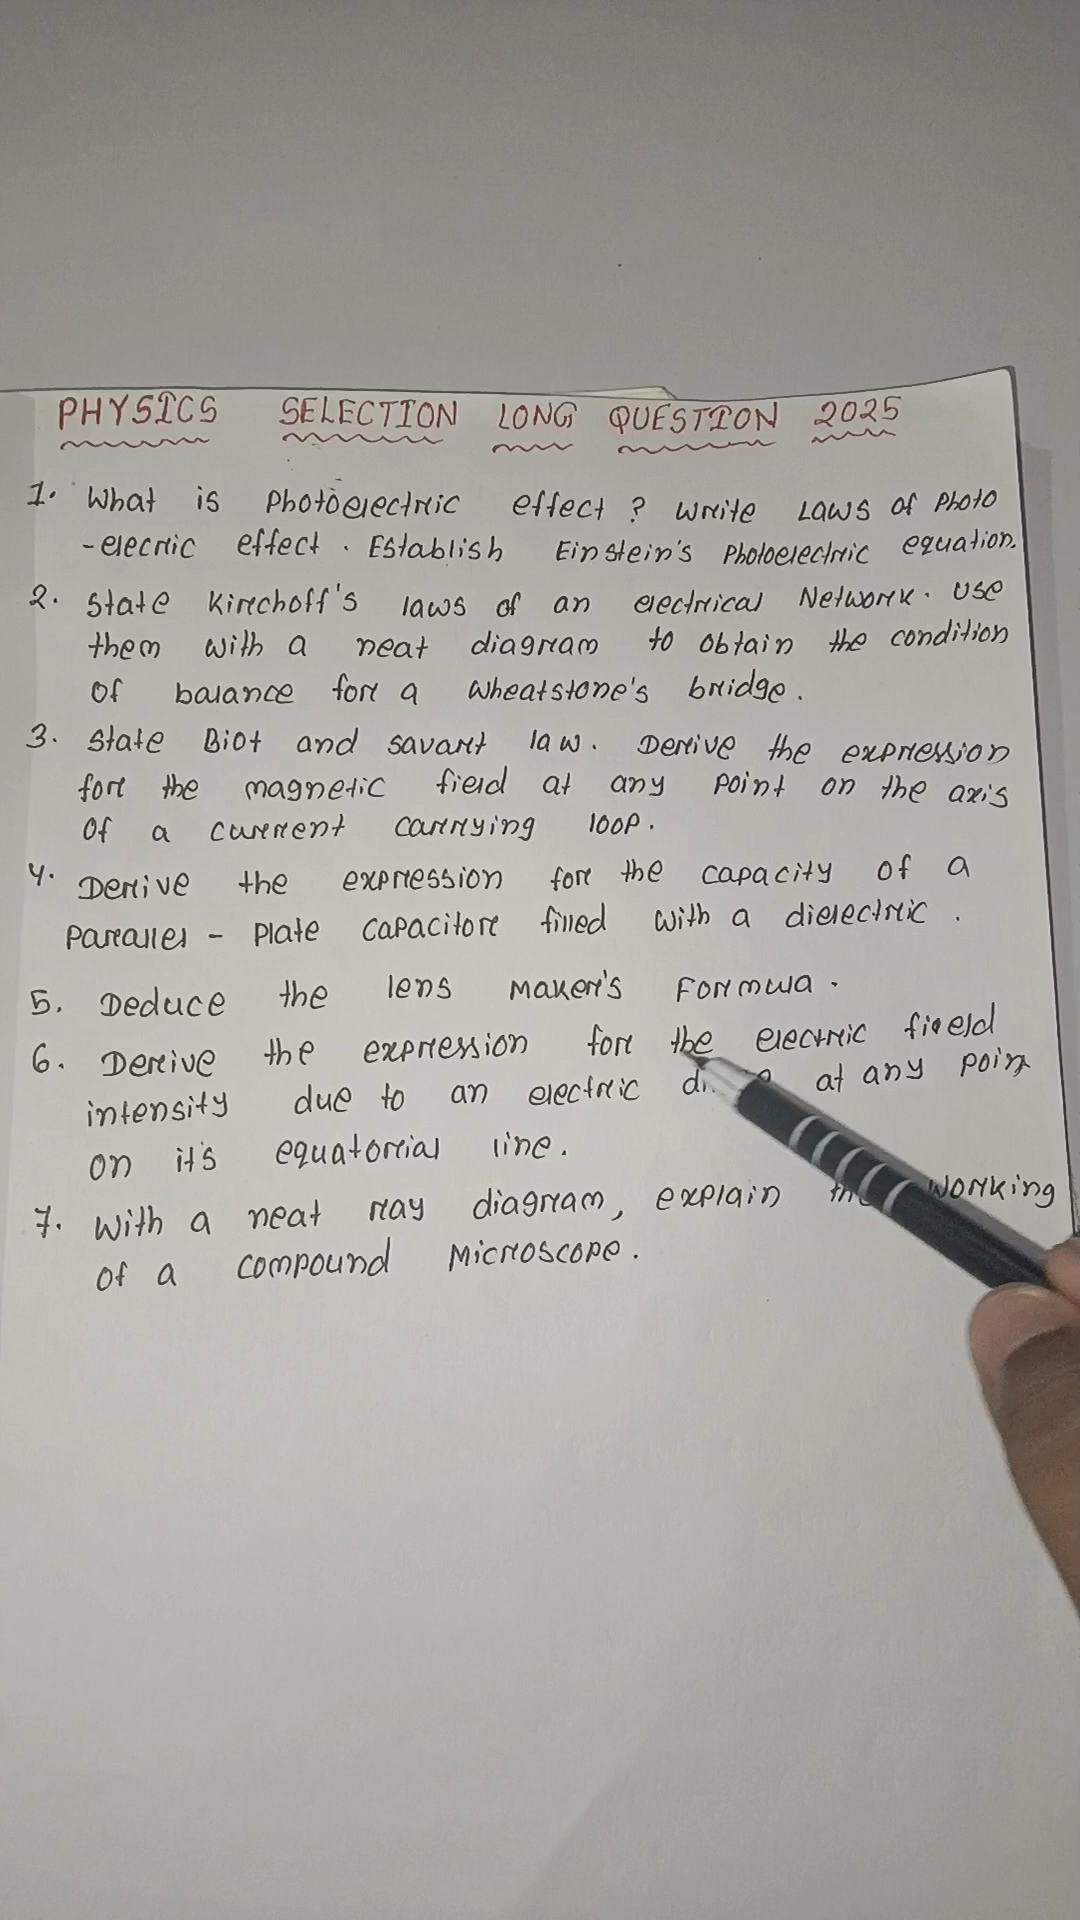 PHYSICS SELECTION LONG QUESTION 2025
1. What is Photoelectric effect ? Write Laws of Photo
-elecric effect. Establish Einstein's Photoelectric equation.
2. State Kirchoff's laws of an electrical Network. Use
them with a neat diagram to obtain the condition
of balance for a Wheatstone's bridge.
3. State Biot and savart law. Derive the expression
for the magnetic field at any point on the axis
of a current carrying loop.
4. Derive the expression for the capacity of a
Parallel - Plate capacitor filled with a dielectric.
5. Deduce the lens Maker's Formula.
6. Derive the expression for the electric field
intensity due to an electric at any poin
on it's equatorial line.
7. With a neat ray diagram, explain the working
of a compound Microscope.